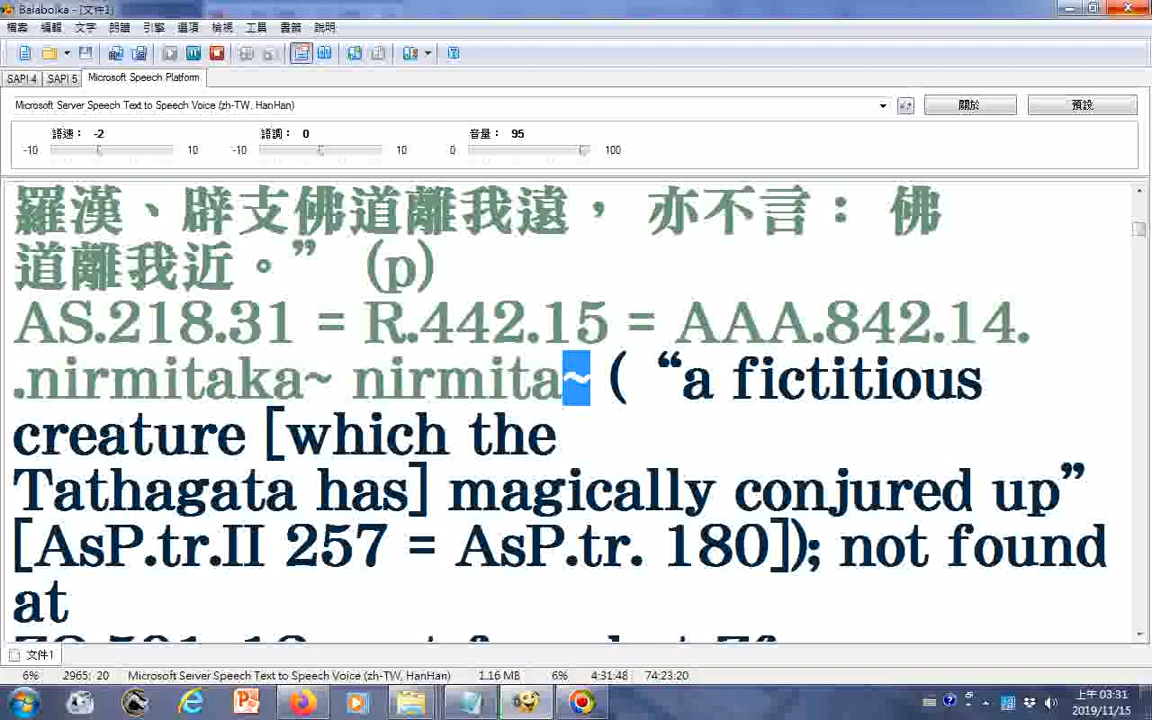 Balabolka - [文件1]
檔案 編輯 文字 朗讀 引擎 選項 檢視 工具 書籤 說明
SAPI 4 SAPI 5 Microsoft Speech Platform
Microsoft Server Speech Text to Speech Voice (zh-TW, HanHan) 關於 預設
語速： -2 語調： 0 音量： 95
-10 10 -10 10 0 100
羅漢、辟支佛道離我遠， 亦不言： 佛
道離我近。” (p)
AS.218.31 = R.442.15 = AAA.842.14.
.nirmitaka~ nirmita~ ( “a fictitious
creature [which the
Tathagata has] magically conjured up”
[AsP.tr.II 257 = AsP.tr. 180]); not found
at
文件1
6% 2965: 20 Microsoft Server Speech Text to Speech Voice (zh-TW, HanHan) 1.16 MB 6% 4:31:48 74:23:20
上午 03:31
2019/11/15